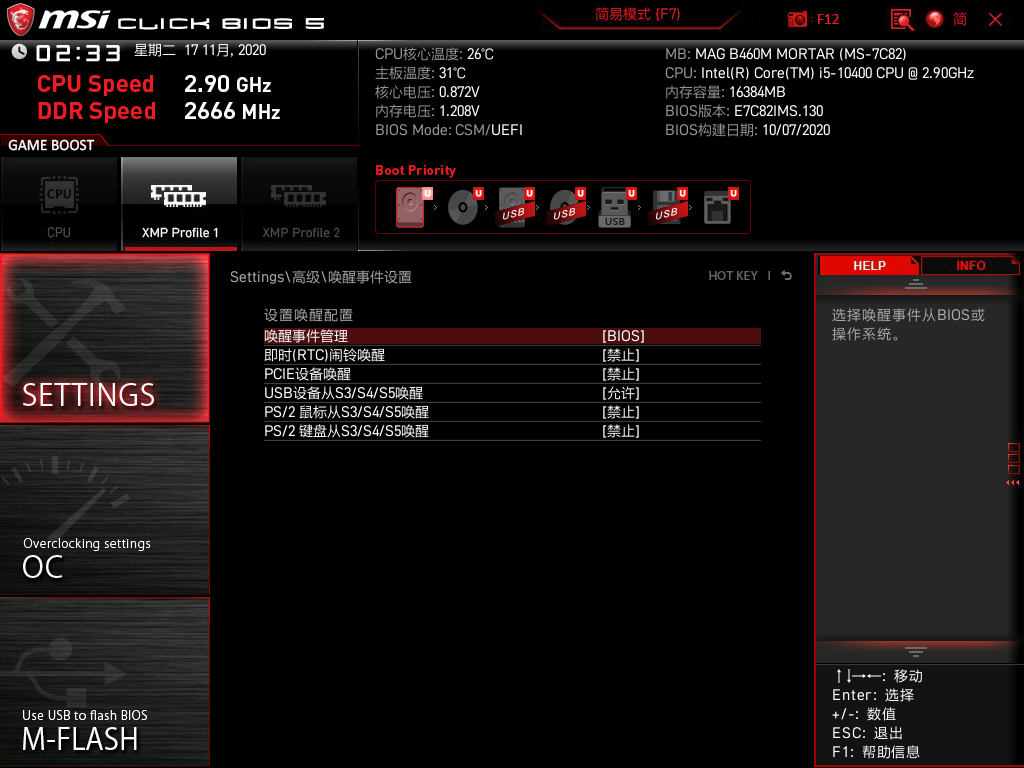 msi CLICK BIOS 5
简易模式 (F7)
: F12
简
02:33 星期二 17 11月, 2020
CPU Speed 2.90 GHz
DDR Speed 2666 MHz
CPU核心温度: 26℃
主板温度: 31℃
核心电压: 0.872V
内存电压: 1.208V
BIOS Mode: CSM/UEFI
MB: MAG B460M MORTAR (MS-7C82)
CPU: Intel(R) Core(TM) i5-10400 CPU @ 2.90GHz
内存容量: 16384MB
BIOS版本: E7C82IMS.130
BIOS构建日期: 10/07/2020
GAME BOOST
CPU
CPU
XMP Profile 1
XMP Profile 2
Boot Priority
U U U U U U U
USB USB USB USB
SETTINGS
Overclocking settings
OC
Use USB to flash BIOS
M-FLASH
Settings\高级\唤醒事件设置
HOT KEY |
设置唤醒配置
唤醒事件管理 [BIOS]
即时(RTC)闹铃唤醒 [禁止]
PCIE设备唤醒 [禁止]
USB设备从S3/S4/S5唤醒 [允许]
PS/2 鼠标从S3/S4/S5唤醒 [禁止]
PS/2 键盘从S3/S4/S5唤醒 [禁止]
HELP
INFO
选择唤醒事件从BIOS或
操作系统。
↑↓→←: 移动
Enter: 选择
+/-: 数值
ESC: 退出
F1: 帮助信息